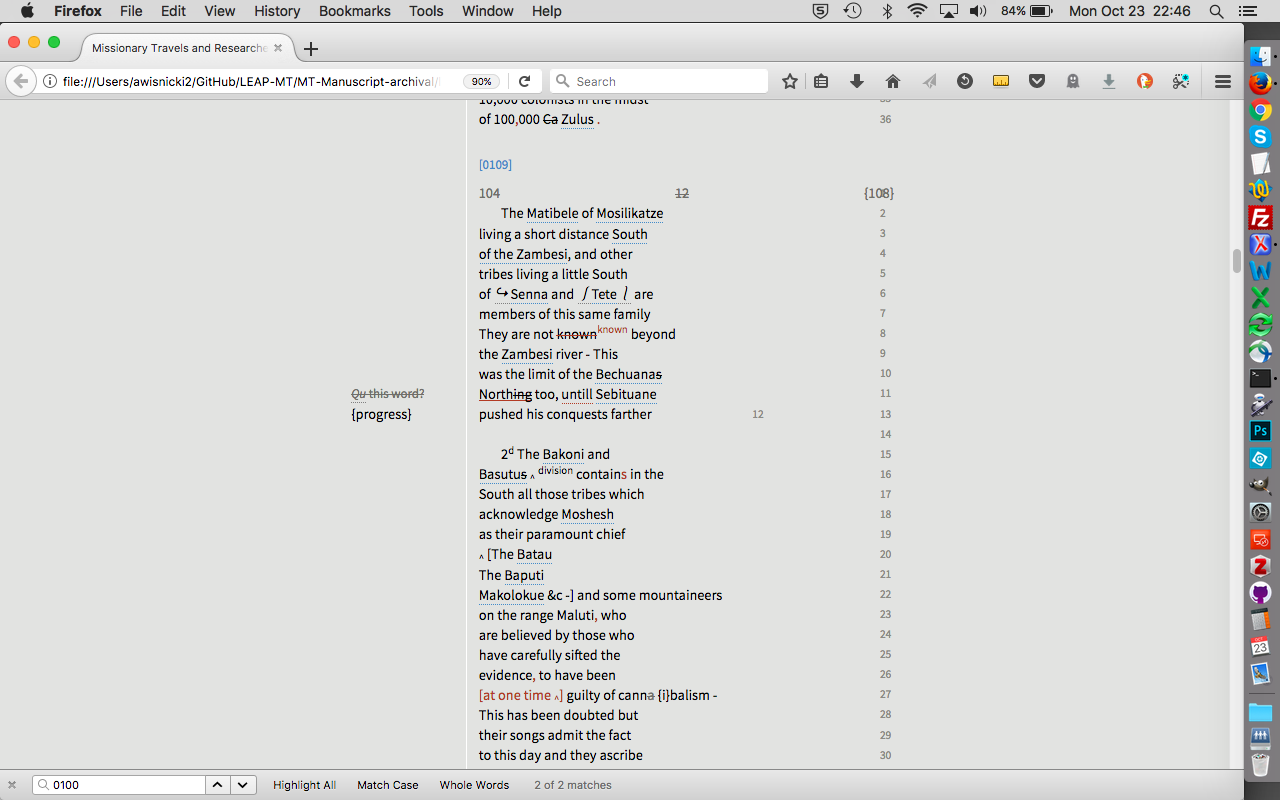 Firefox File Edit View History Bookmarks Tools Window Help 84% Mon Oct 23 22:46
Missionary Travels and Researche
file:///Users/awisnicki2/GitHub/LEAP-MT/MT-Manuscript-archival/ 90% Search
10,000 colonists in the midst 35
of 100,000 Ca Zulus . 36
[0109]
104 12 {108}
The Matibele of Mosilikatze 2
living a short distance South 3
of the Zambesi, and other 4
tribes living a little South 5
of ↪ Senna and ⌠ Tete ⌡ are 6
members of this same family 7
They are not known known beyond 8
the Zambesi river - This 9
was the limit of the Bechuanas 10
Qu this word? Northing too, untill Sebituane 11
{progress} pushed his conquests farther 12 13
14
2d The Bakoni and 15
Basutus ^ division contains in the 16
South all those tribes which 17
acknowledge Moshesh 18
as their paramount chief 19
^ [The Batau 20
The Baputi 21
Makolokue &c -] and some mountaineers 22
on the range Maluti, who 23
are believed by those who 24
have carefully sifted the 25
evidence, to have been 26
[at one time ^] guilty of canna {i}balism - 27
This has been doubted but 28
their songs admit the fact 29
to this day and they ascribe 30
0100 Highlight All Match Case Whole Words 2 of 2 matches